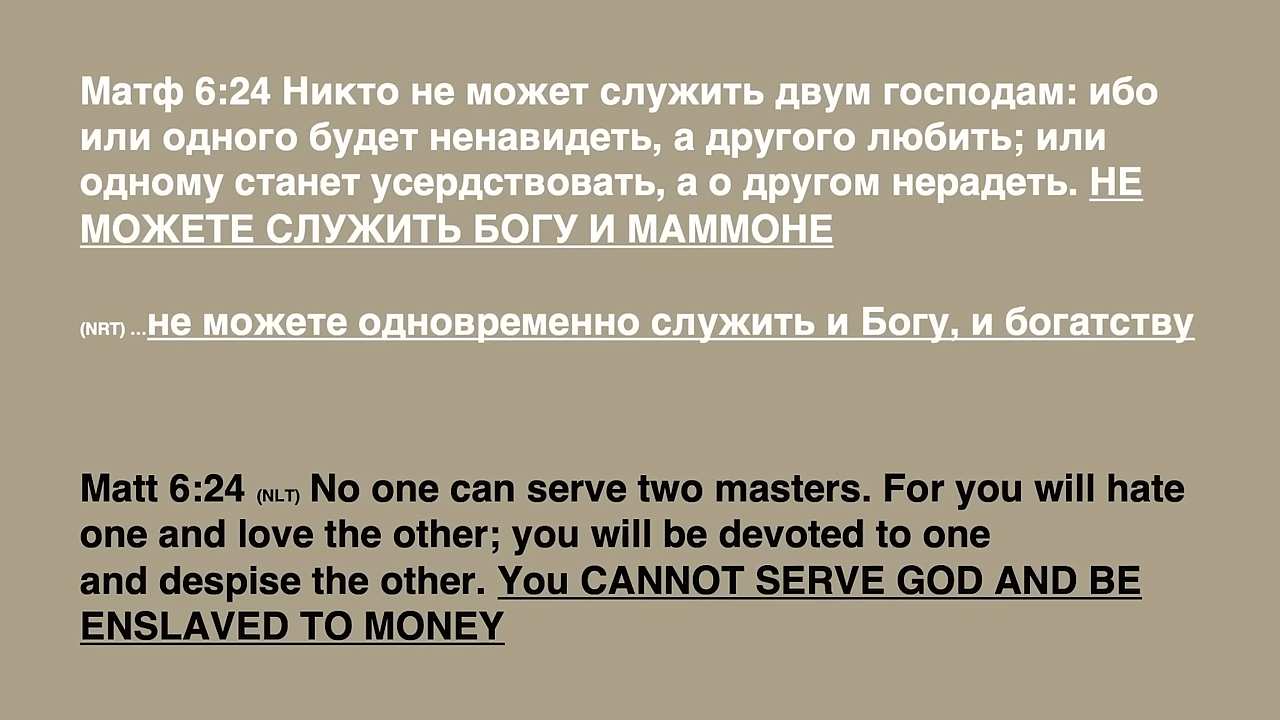 Матф 6:24 Никто не может служить двум господам: ибо
или одного будет ненавидеть, а другого любить; или
одному станет усердствовать, а о другом нерадеть. НЕ
МОЖЕТЕ СЛУЖИТЬ БОГУ И МАММОНЕ
(NRT) ...не можете одновременно служить и Богу, и богатству
Matt 6:24 (NLT) No one can serve two masters. For you will hate
one and love the other; you will be devoted to one
and despise the other. You CANNOT SERVE GOD AND BE
ENSLAVED TO MONEY